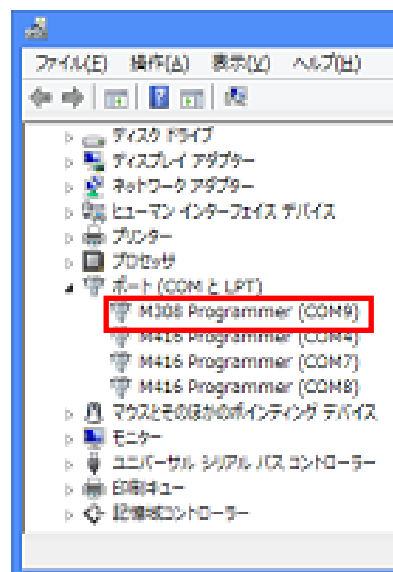 ファイル(F) 操作(A) 表示(V) ヘルプ(H)
ディスク ドライブ
ディスプレイ アダプター
ネットワーク アダプター
ヒューマン インターフェイス デバイス
プリンター
プロセッサ
ポート (COM と LPT)
M308 Programmer (COM9)
M416 Programmer (COM4)
M416 Programmer (COM7)
M416 Programmer (COM8)
マウスとそのほかのポインティング デバイス
モニター
ユニバーサル シリアル バス コントローラー
印刷キュー
記憶域コントローラー